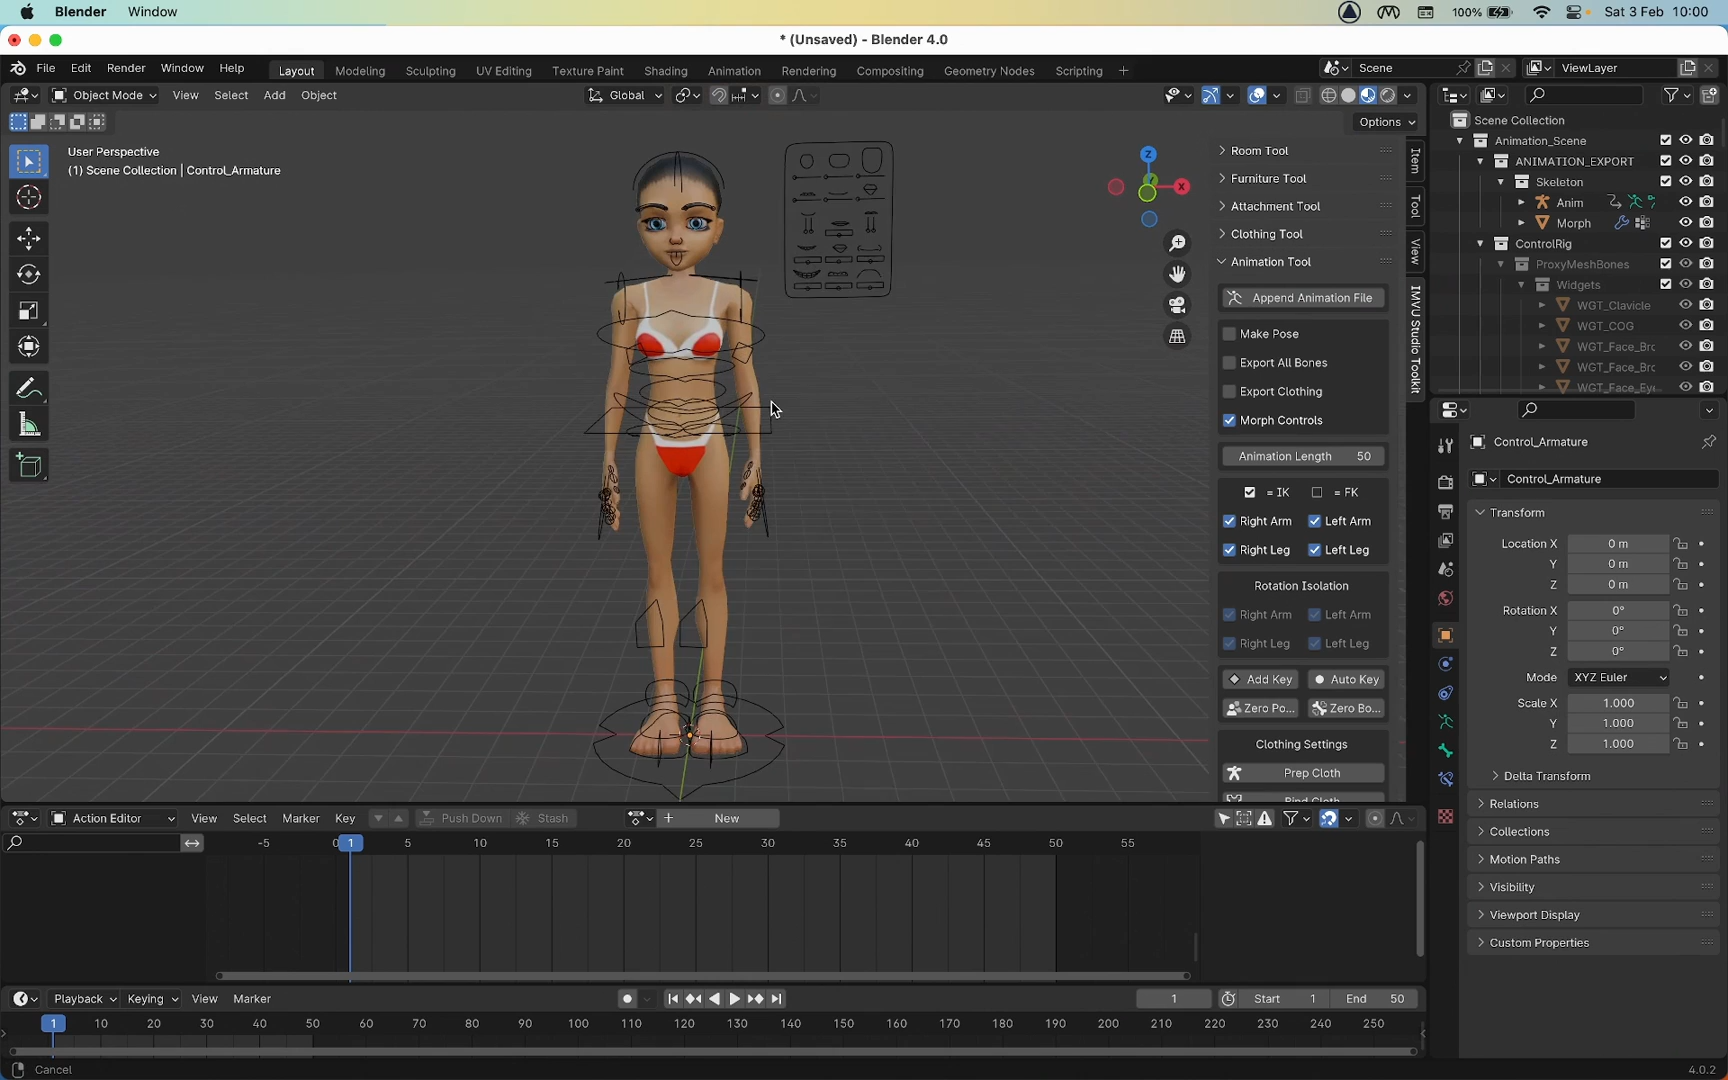 Blender Window 100% Sat 3 Feb 10:00
* (Unsaved) - Blender 4.0
File Edit Render Window Help Layout Modeling Sculpting UV Editing Texture Paint Shading Animation Rendering Compositing Geometry Nodes Scripting + Scene ViewLayer
Object Mode View Select Add Object Global
Options
User Perspective
(1) Scene Collection | Control_Armature
Z
X
Room Tool
Furniture Tool
Attachment Tool
Clothing Tool
Animation Tool
Append Animation File
Make Pose
Export All Bones
Export Clothing
Morph Controls
Animation Length 50
= IK = FK
Right Arm Left Arm
Right Leg Left Leg
Rotation Isolation
Right Arm Left Arm
Right Leg Left Leg
Add Key Auto Key
Zero Po... Zero Bo...
Clothing Settings
Prep Cloth
Bind Cloth
Item
Tool
View
IMVU Studio Toolkit
Scene Collection
Animation_Scene
ANIMATION_EXPORT
Skeleton
Anim
Morph
ControlRig
ProxyMeshBones
Widgets
WGT_Clavicle
WGT_COG
WGT_Face_Brc
WGT_Face_Brc
WGT_Face_Eye
Control_Armature
Control_Armature
Transform
Location X 0 m
Y 0 m
Z 0 m
Rotation X 0°
Y 0°
Z 0°
Mode XYZ Euler
Scale X 1.000
Y 1.000
Z 1.000
Delta Transform
Relations
Collections
Motion Paths
Visibility
Viewport Display
Custom Properties
Action Editor View Select Marker Key Push Down Stash + New
-5 0 1 5 10 15 20 25 30 35 40 45 50 55
Playback Keying View Marker 1 Start 1 End 50
1 10 20 30 40 50 60 70 80 90 100 110 120 130 140 150 160 170 180 190 200 210 220 230 240 250
Cancel 4.0.2